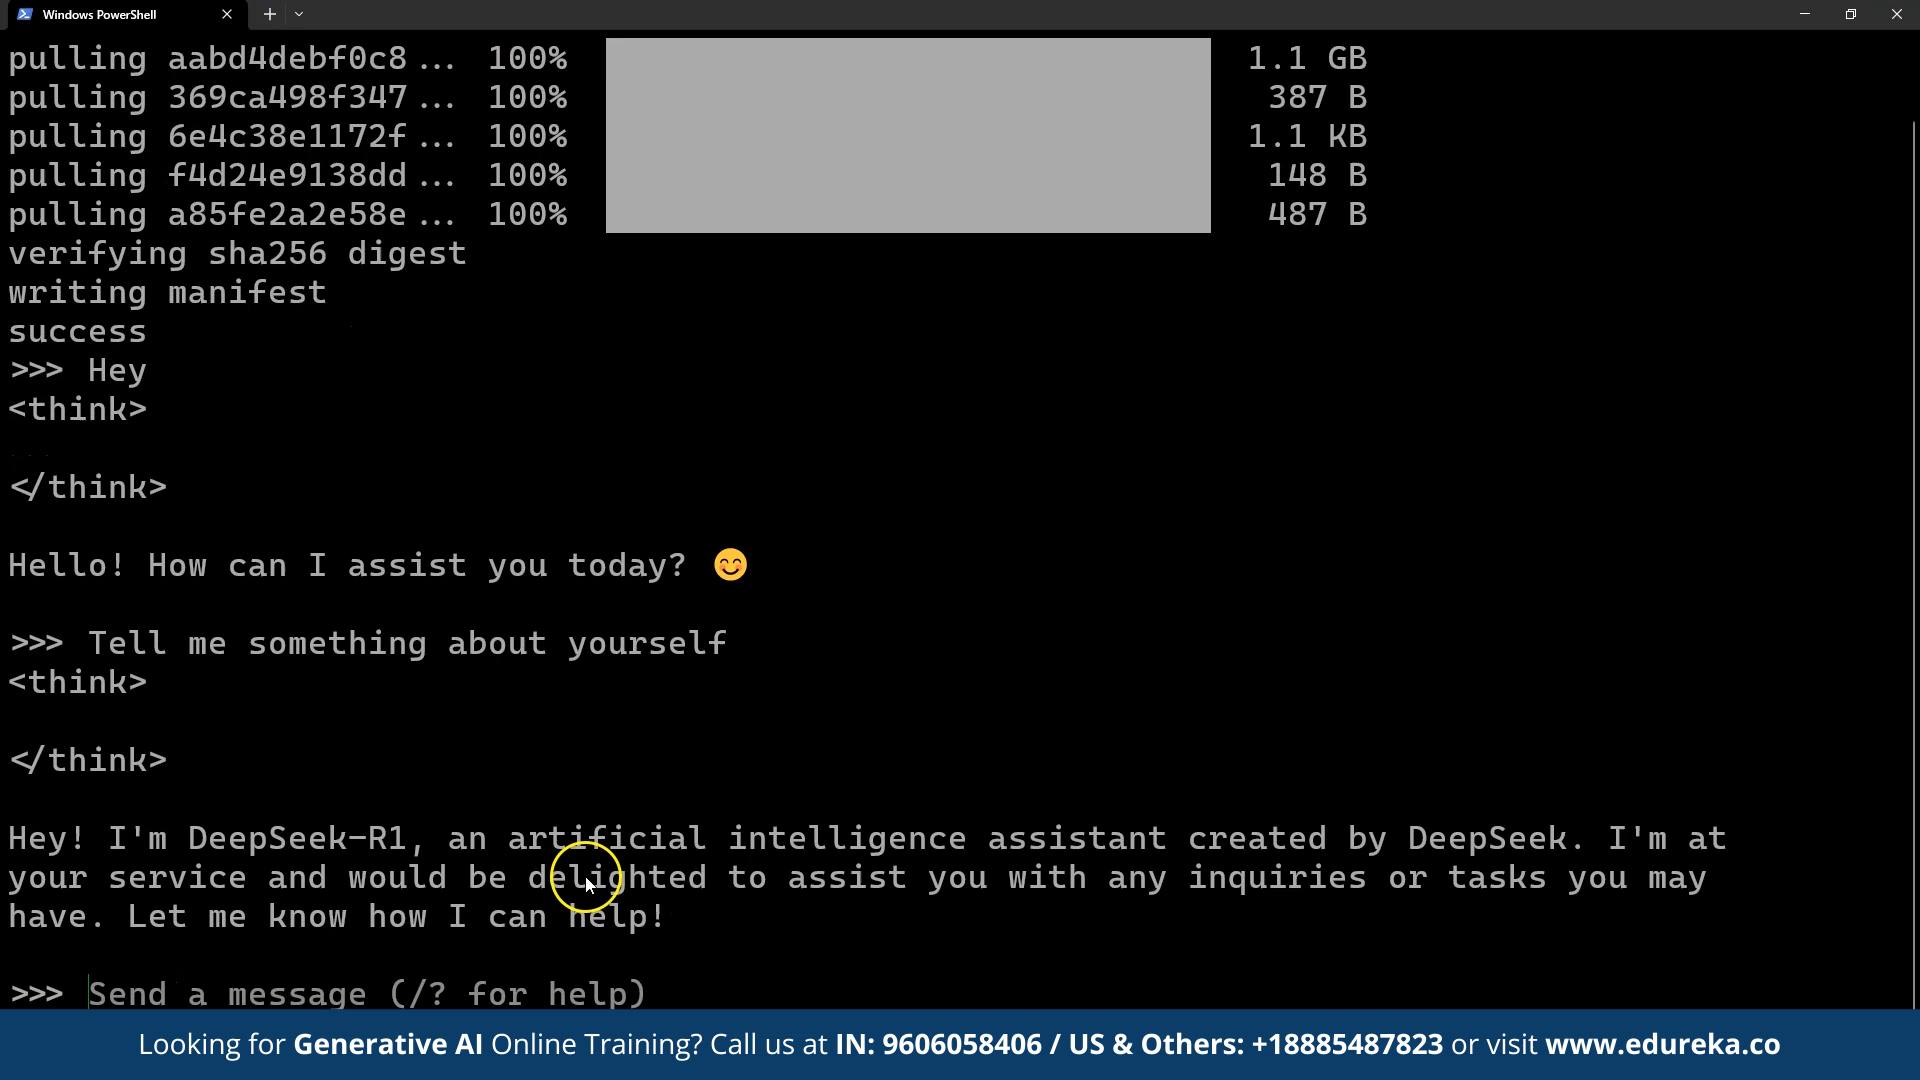 Windows PowerShell
pulling aabd4debf0c8... 100% 1.1 GB
pulling 369ca498f347... 100% 387 B
pulling 6e4c38e1172f... 100% 1.1 KB
pulling f4d24e9138dd... 100% 148 B
pulling a85fe2a2e58e... 100% 487 B
verifying sha256 digest
writing manifest
success
>>> Hey
<think>
</think>
Hello! How can I assist you today? 😊
>>> Tell me something about yourself
<think>
</think>
Hey! I'm DeepSeek-R1, an artificial intelligence assistant created by DeepSeek. I'm at
your service and would be delighted to assist you with any inquiries or tasks you may
have. Let me know how I can help!
>>> Send a message (/? for help)
Looking for Generative AI Online Training? Call us at IN: 9606058406 / US & Others: +18885487823 or visit www.edureka.co